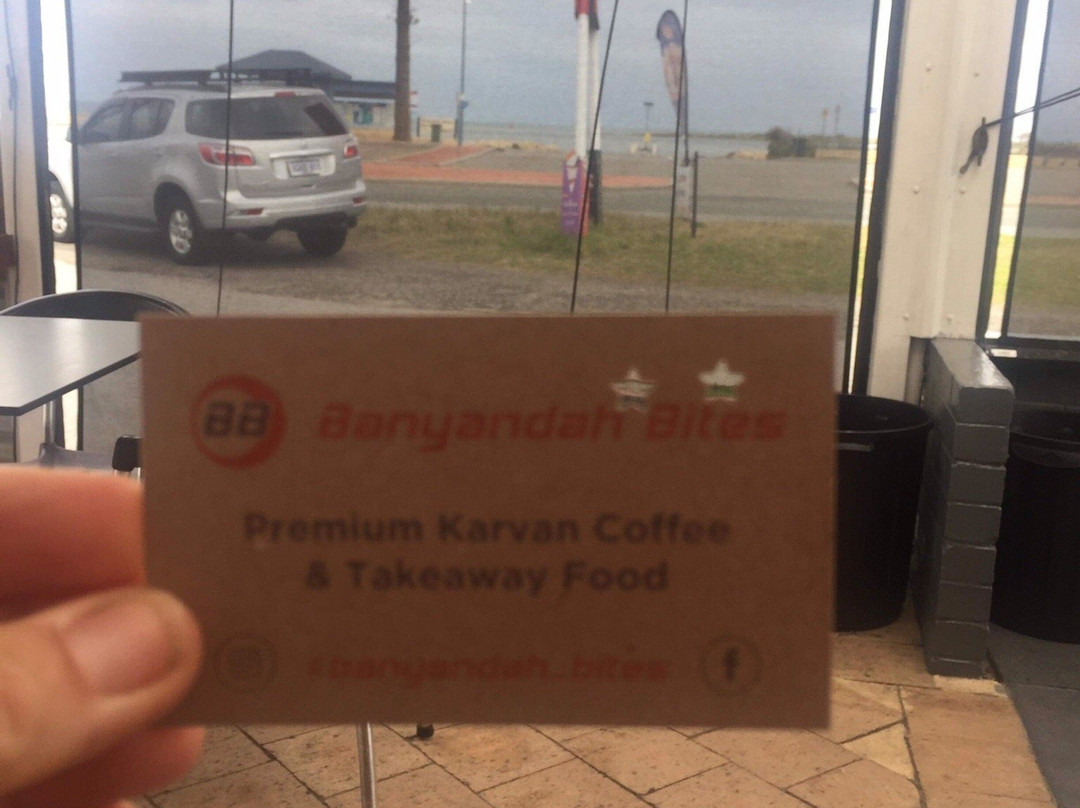 BB Banyandah Bites
Premium Karvan Coffee
& Takeaway Food
#banyandah_bites f